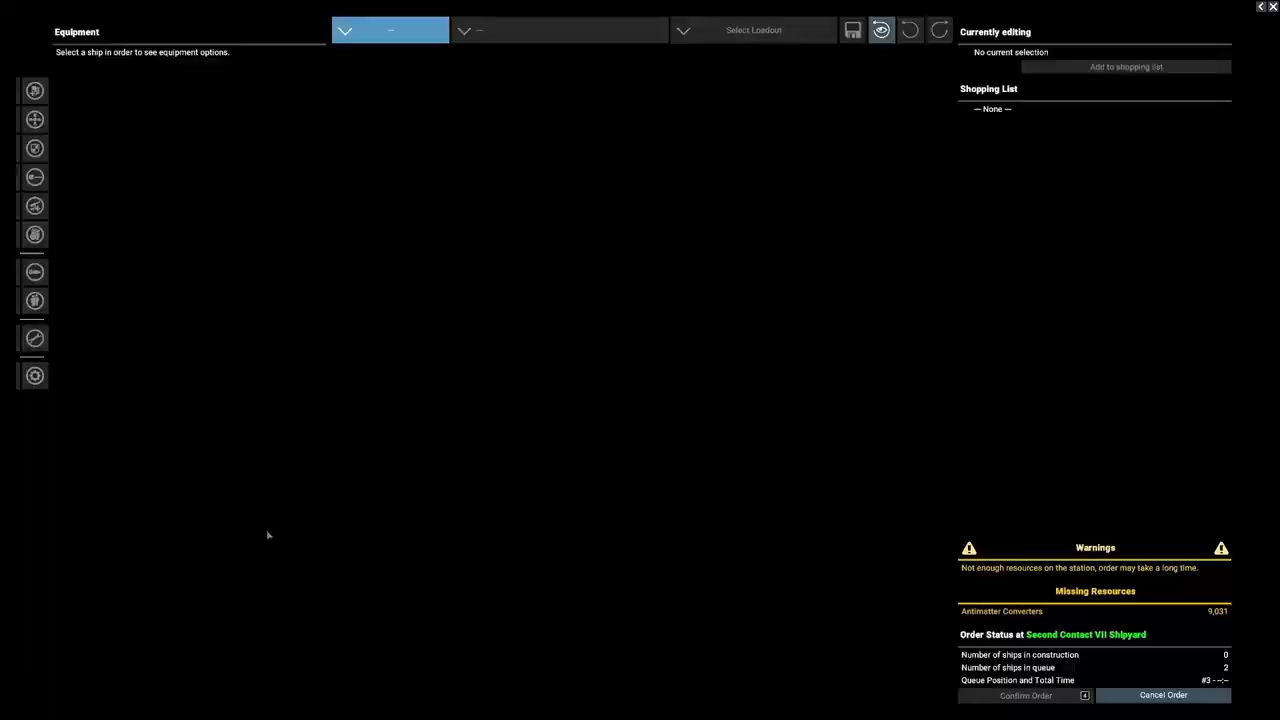 Equipment
Select a ship in order to see equipment options.
—
—
Select Loadout
Currently editing
No current selection
Add to shopping list
Shopping List
— None —
Warnings
Not enough resources on the station, order may take a long time.
Missing Resources
Antimatter Converters 9,031
Order Status at Second Contact VII Shipyard
Number of ships in construction 0
Number of ships in queue 2
Queue Position and Total Time #3 - --:--
Confirm Order 4
Cancel Order